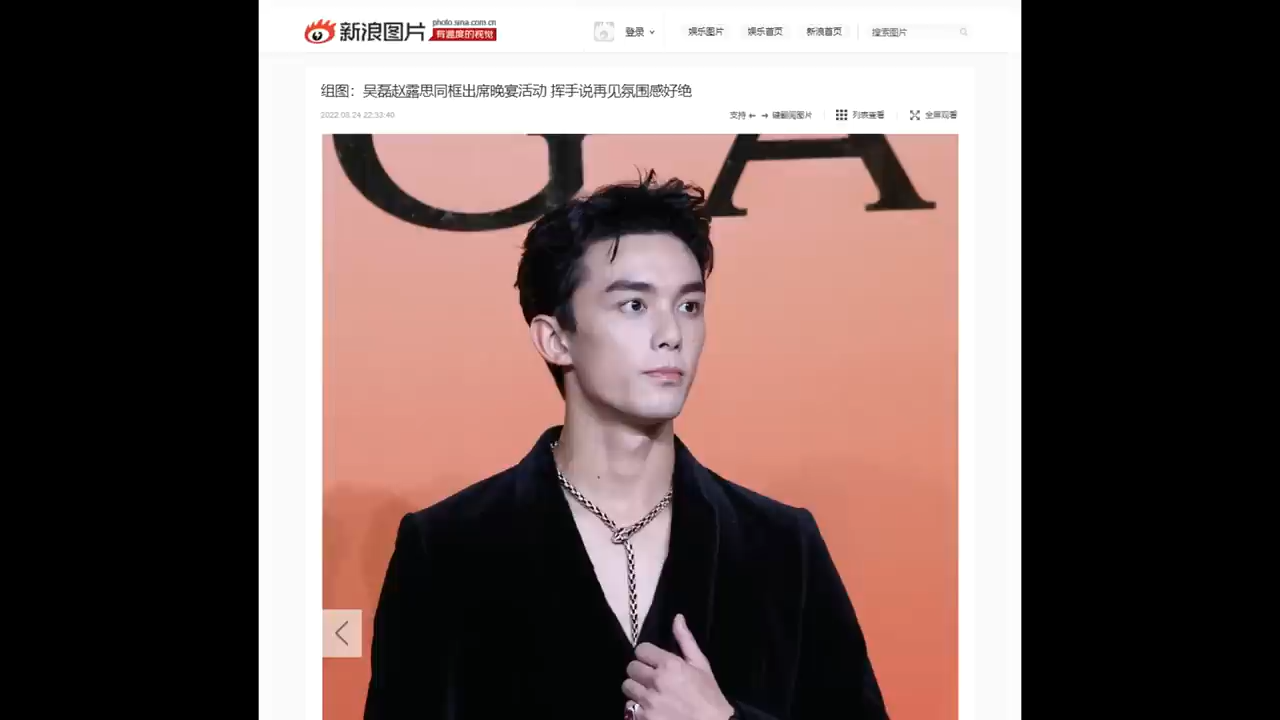 新浪图片
photo.sina.com.cn
有温度的视觉
登录
娱乐图片
娱乐首页
新浪首页
搜索图片
组图：吴磊赵露思同框出席晚宴活动 挥手说再见氛围感好绝
2022.08.24 22:33:40
支持 ← → 键翻阅图片
列表查看
全屏观看
G A